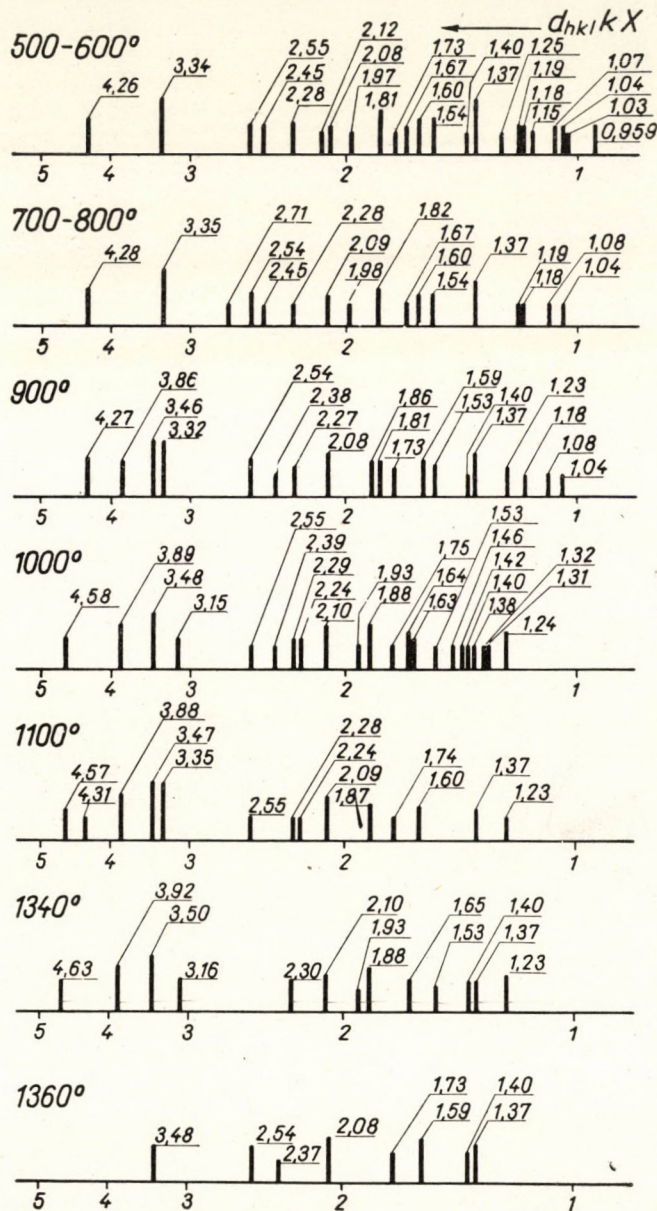 d_hkl kX
500-600°
4,26 3,34 2,55 2,45 2,28 2,12 2,08 1,97 1,81 1,73 1,67 1,60 1,54 1,40 1,37 1,25 1,19 1,18 1,15 1,07 1,04 1,03 0,959
5 4 3 2 1
700-800°
4,28 3,35 2,71 2,54 2,45 2,28 2,09 1,98 1,82 1,67 1,60 1,54 1,37 1,19 1,18 1,08 1,04
5 4 3 2 1
900°
4,27 3,86 3,46 3,32 2,54 2,38 2,27 2,08 1,86 1,81 1,73 1,59 1,53 1,40 1,37 1,23 1,18 1,08 1,04
5 4 3 2 1
1000°
4,58 3,89 3,48 3,15 2,55 2,39 2,29 2,24 2,10 1,93 1,88 1,75 1,64 1,63 1,53 1,46 1,42 1,40 1,38 1,32 1,31 1,24
5 4 3 2 1
1100°
4,57 4,31 3,88 3,47 3,35 2,55 2,28 2,24 2,09 1,87 1,74 1,60 1,37 1,23
5 4 3 2 1
1340°
4,63 3,92 3,50 3,16 2,30 2,10 1,93 1,88 1,65 1,53 1,40 1,37 1,23
5 4 3 2 1
1360°
3,48 2,54 2,37 2,08 1,73 1,59 1,40 1,37
5 4 3 2 1